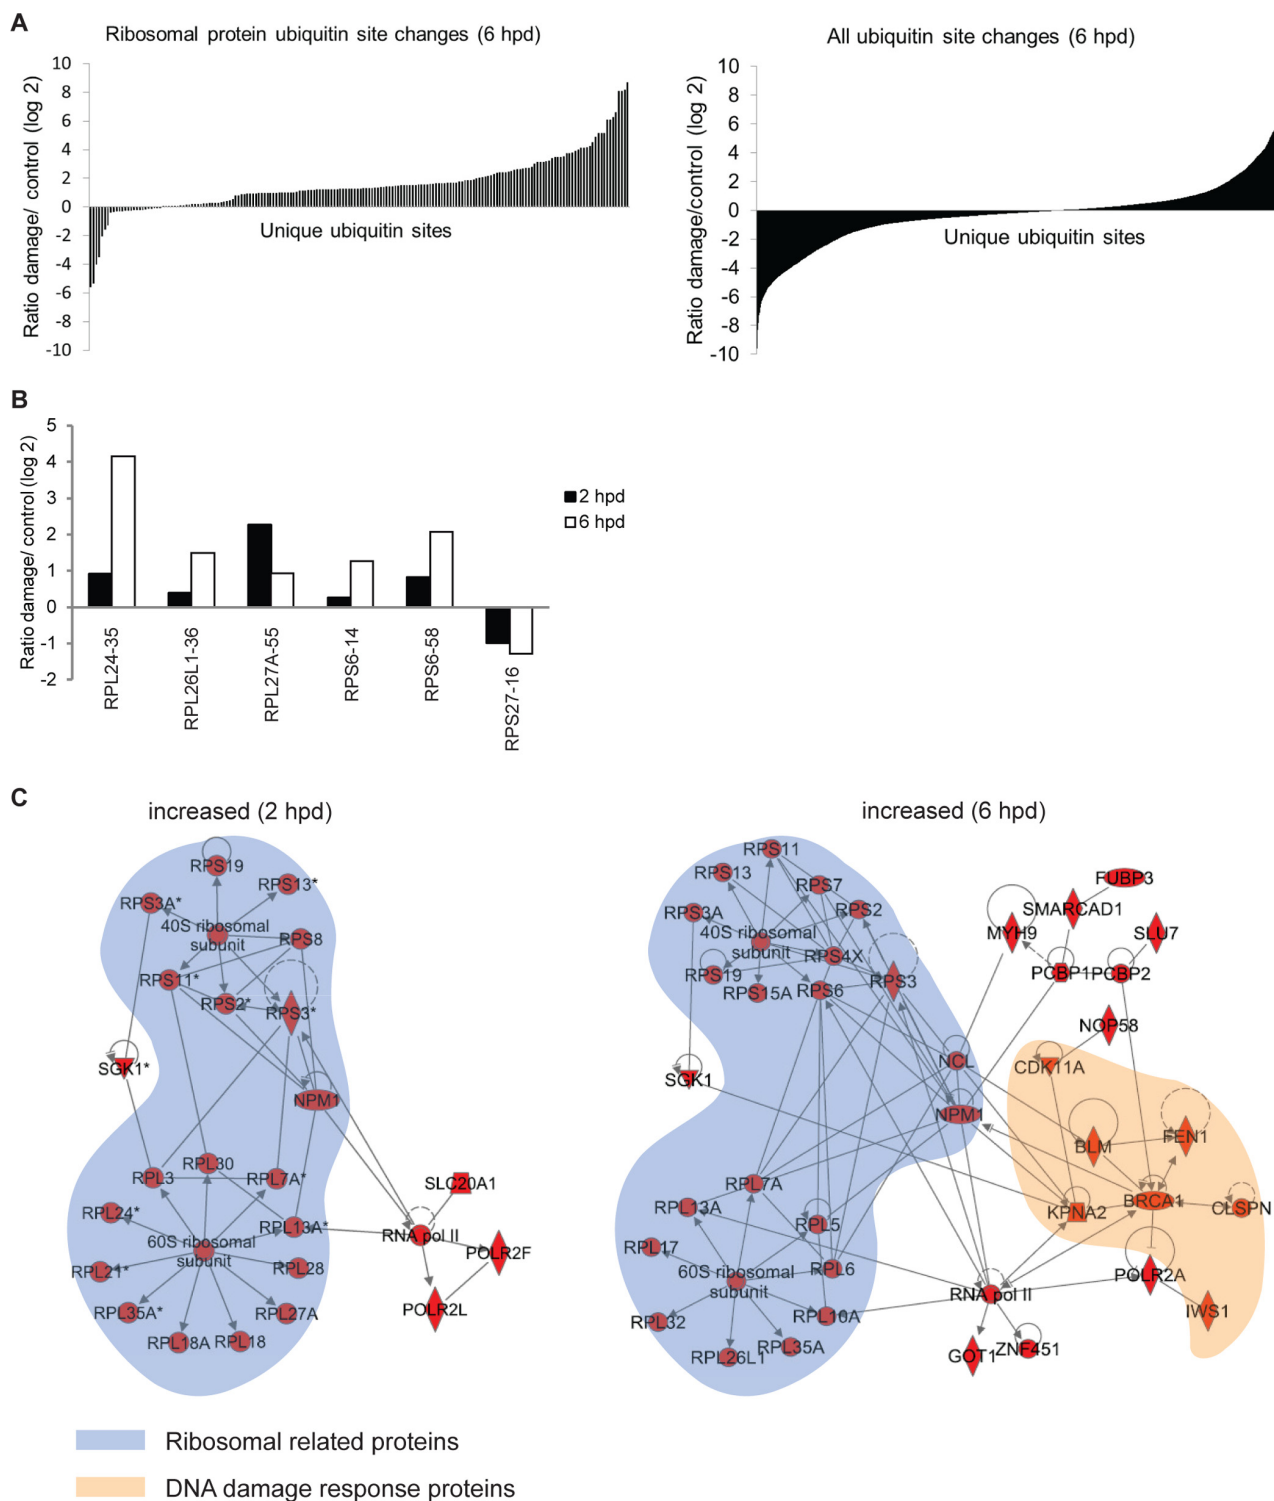 A
Ribosomal protein ubiquitin site changes (6 hpd)
Ratio damage/ control (log 2)
10
8
6
4
2
0
-2
-4
-6
-8
-10
Unique ubiquitin sites
All ubiquitin site changes (6 hpd)
Ratio damage/control (log 2)
10
8
6
4
2
0
-2
-4
-6
-8
-10
Unique ubiquitin sites
B
Ratio damage/ control (log 2)
5
4
3
2
1
0
-1
-2
RPL24-35
RPL26L1-36
RPL27A-55
RPS6-14
RPS6-58
RPS27-16
2 hpd
6 hpd
C
increased (2 hpd)
RPS19
RPS13*
RPS3A*
40S ribosomal
subunit
RPS8
RPS11*
RPS2*
RPS3*
SGK1*
NPM1
RPL30
RPL3
RPL7A*
SLC20A1
RPL24*
RPL13A*
60S ribosomal
subunit
RNA pol II
POLR2F
RPL21*
RPL28
RPL35A*
RPL27A
POLR2L
RPL18A
RPL18
increased (6 hpd)
RPS11
RPS13
RPS7
FUBP3
RPS3A
RPS2
SMARCAD1
40S ribosomal
subunit
MYH9
SLU7
RPS4X
RPS19
RPS3
PCBP1
PCBP2
RPS15A
RPS6
NOP58
NCL
CDK11A
SGK1
NPM1
BLM
FEN1
RPL7A
RPL13A
BRCA1
CLSPN
RPL5
KPNA2
RPL17
RPL6
POLR2A
60S ribosomal
subunit
RNA pol II
RPL32
RPL10A
IWS1
RPL26L1
RPL35A
GOT1
ZNF451
Ribosomal related proteins
DNA damage response proteins